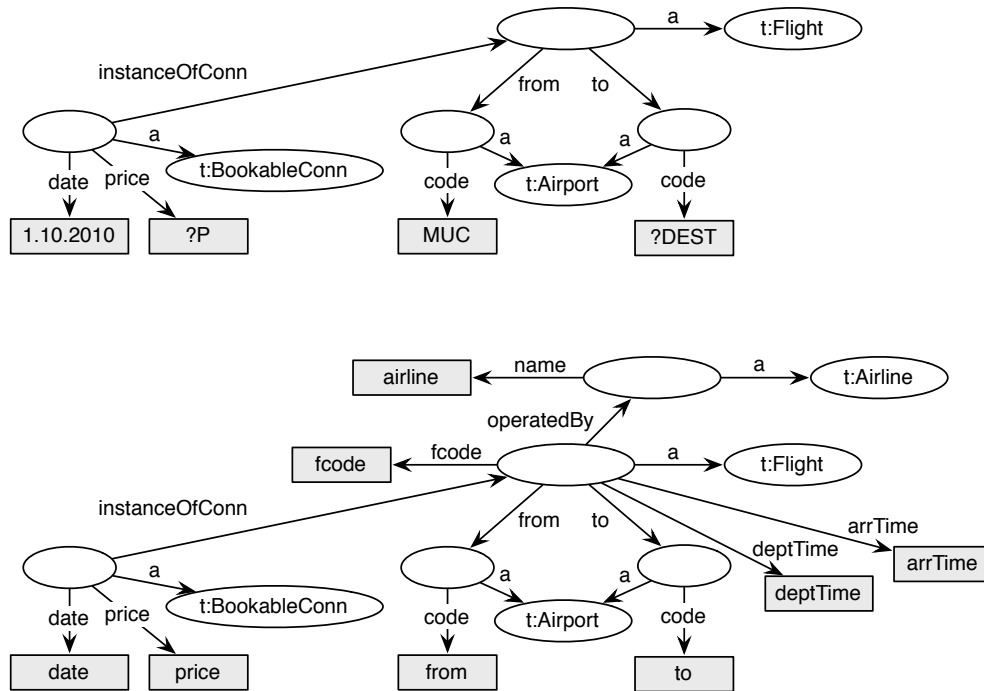 a
t:Flight
instanceOfConn
from to
a
a a
t:BookableConn
t:Airport
date price
code code
1.10.2010 ?P MUC ?DEST
airline name a t:Airline
operatedBy
fcode fcode a t:Flight
instanceOfConn
from to
arrTime
deptTime
arrTime
a
a a
deptTime
t:BookableConn
t:Airport
date price
code code
date price from to